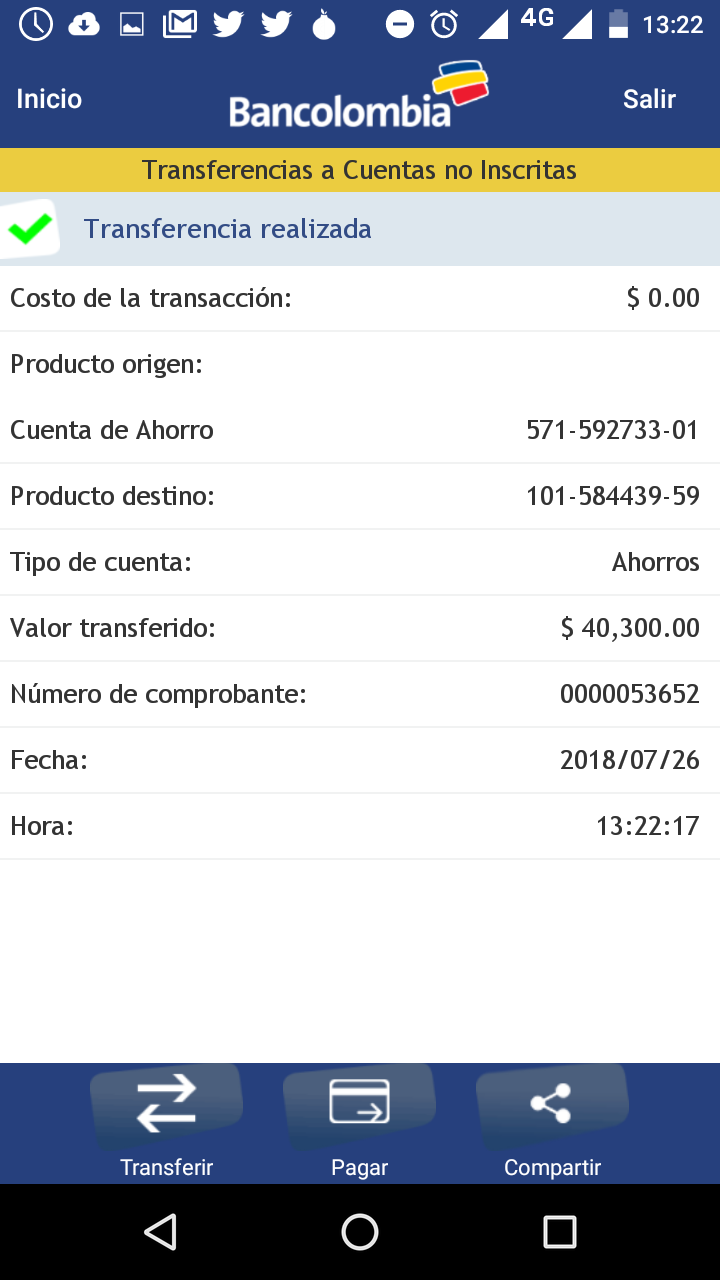 4G 13:22
Inicio Bancolombia Salir
Transferencias a Cuentas no Inscritas
Transferencia realizada
Costo de la transacción: $ 0.00
Producto origen:
Cuenta de Ahorro 571-592733-01
Producto destino: 101-584439-59
Tipo de cuenta: Ahorros
Valor transferido: $ 40,300.00
Número de comprobante: 0000053652
Fecha: 2018/07/26
Hora: 13:22:17
Transferir Pagar Compartir